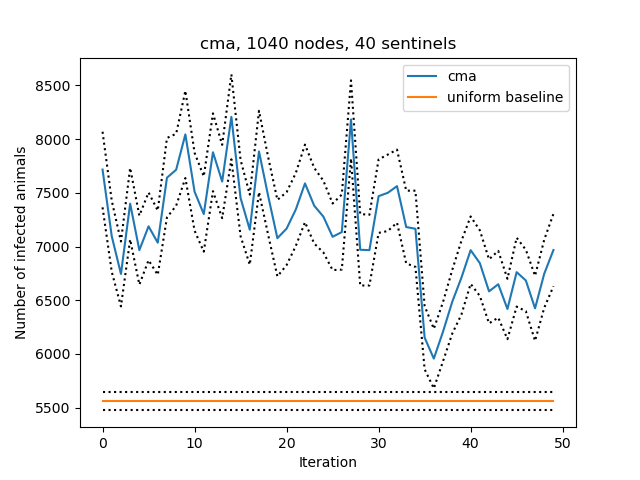 cma, 1040 nodes, 40 sentinels
cma
uniform baseline
Number of infected animals
8500
8000
7500
7000
6500
6000
5500
0 10 20 30 40 50
Iteration